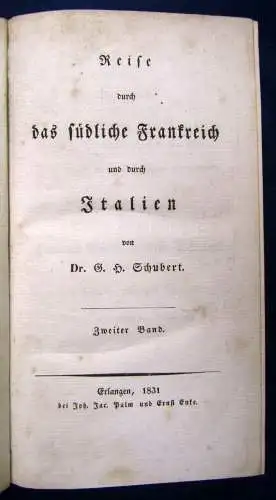 Reise
durch
das südliche Frankreich
und durch
Italien
von
Dr. G. H. Schubert.
Zweiter Band.
Erlangen, 1831
bei Joh. Jac. Palm und Ernst Enke.